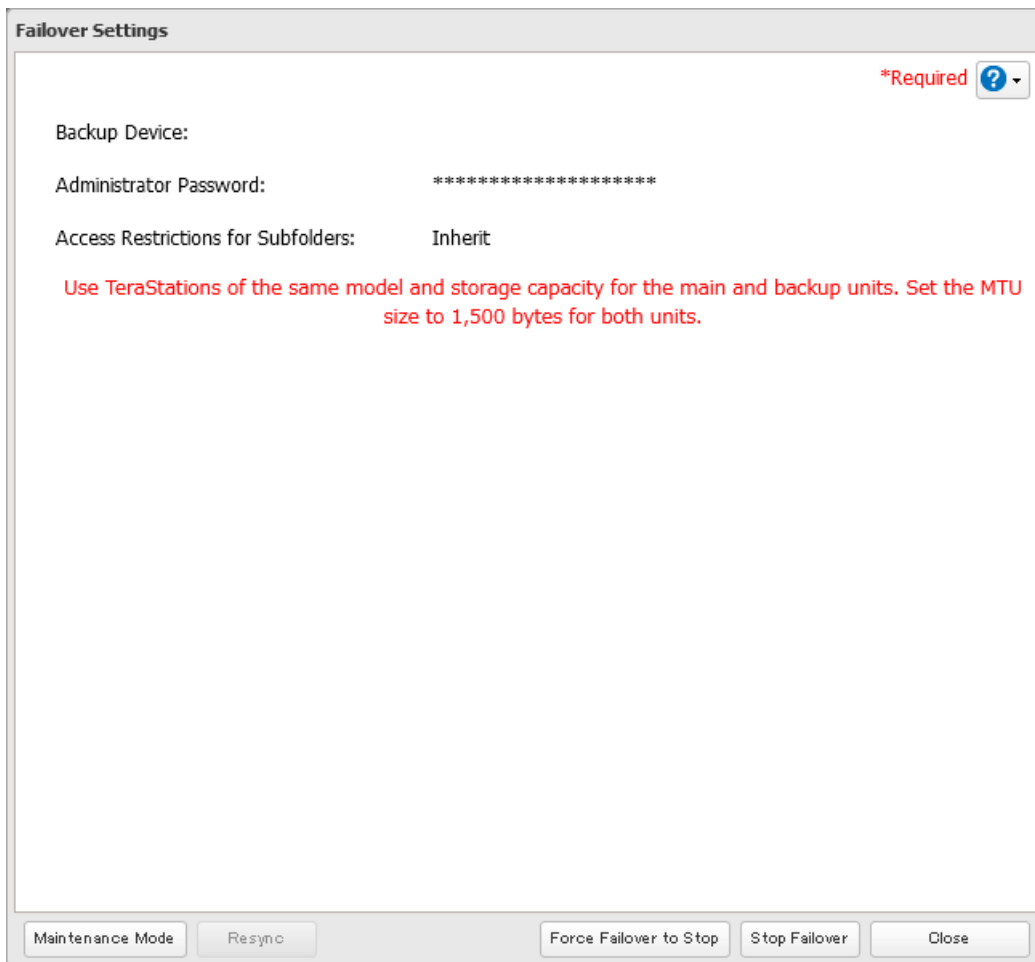 Failover Settings
*Required ?
Backup Device:
Administrator Password: ********************
Access Restrictions for Subfolders: Inherit
Use TeraStations of the same model and storage capacity for the main and backup units. Set the MTU
size to 1,500 bytes for both units.
Maintenance Mode Resync Force Failover to Stop Stop Failover Close